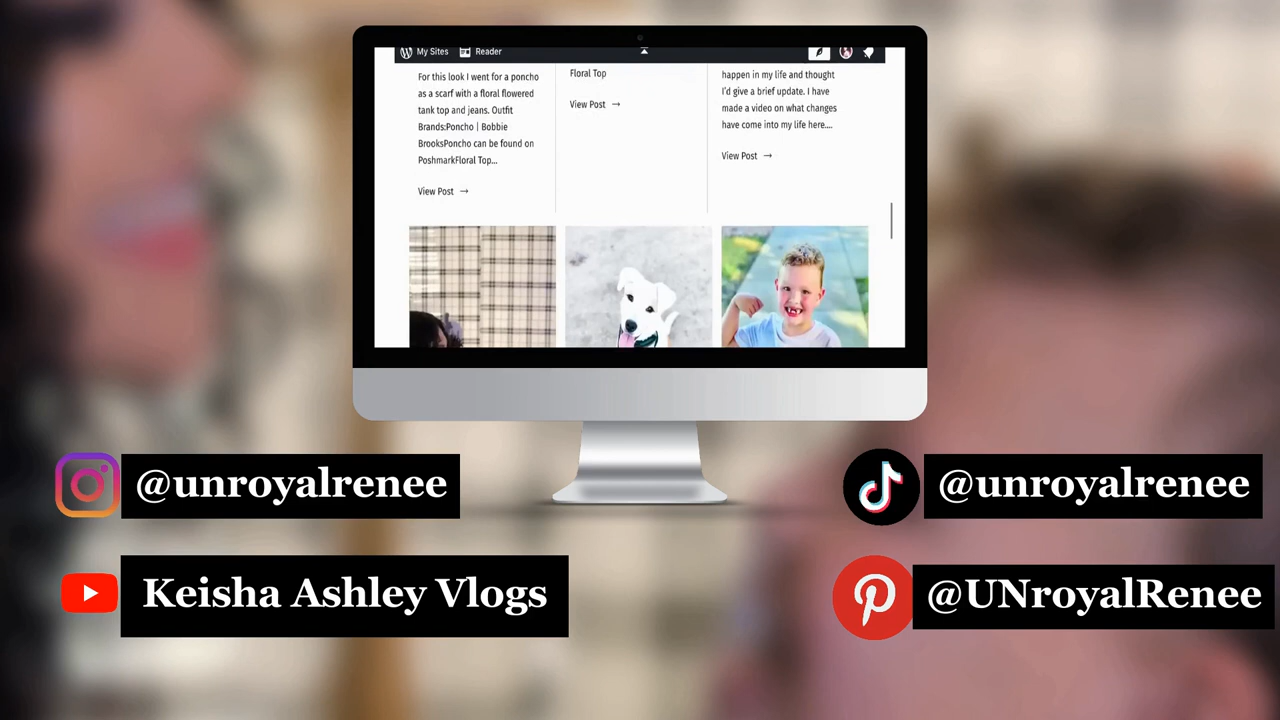 My Sites
Reader
For this look I went for a poncho
as a scarf with a floral flowered
tank top and jeans. Outfit
Brands:Poncho | Bobbie
BrooksPoncho can be found on
PoshmarkFloral Top...
View Post →
Floral Top
View Post →
happen in my life and thought
I'd give a brief update. I have
made a video on what changes
have come into my life here....
View Post →
@unroyalrenee
Keisha Ashley Vlogs
@unroyalrenee
@UNroyalRenee